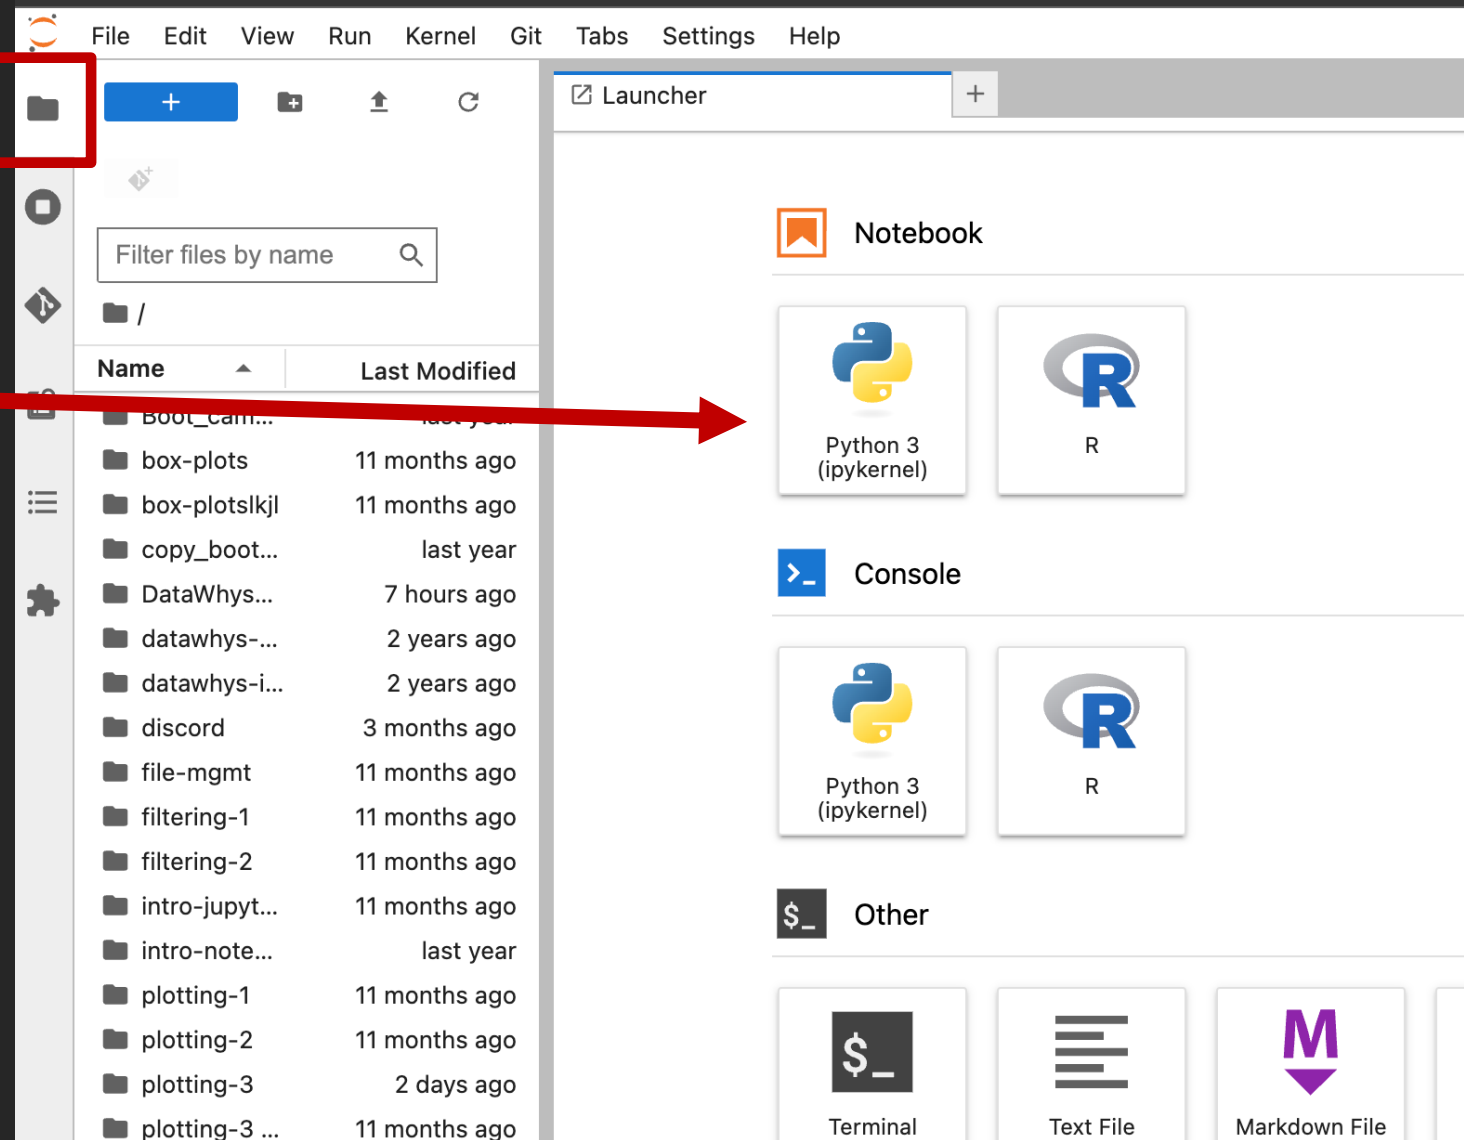 File Edit View Run Kernel Git Tabs Settings Help
Launcher
Filter files by name
/
Name Last Modified
Boot_cam... last year
box-plots 11 months ago
box-plotslkjl 11 months ago
copy_boot... last year
DataWhys... 7 hours ago
datawhys-... 2 years ago
datawhys-i... 2 years ago
discord 3 months ago
file-mgmt 11 months ago
filtering-1 11 months ago
filtering-2 11 months ago
intro-jupyt... 11 months ago
intro-note... last year
plotting-1 11 months ago
plotting-2 11 months ago
plotting-3 2 days ago
plotting-3 ... 11 months ago
Notebook
Python 3
(ipykernel)
R
Console
Python 3
(ipykernel)
R
$_ Other
$_
Terminal
Text File
M
Markdown File